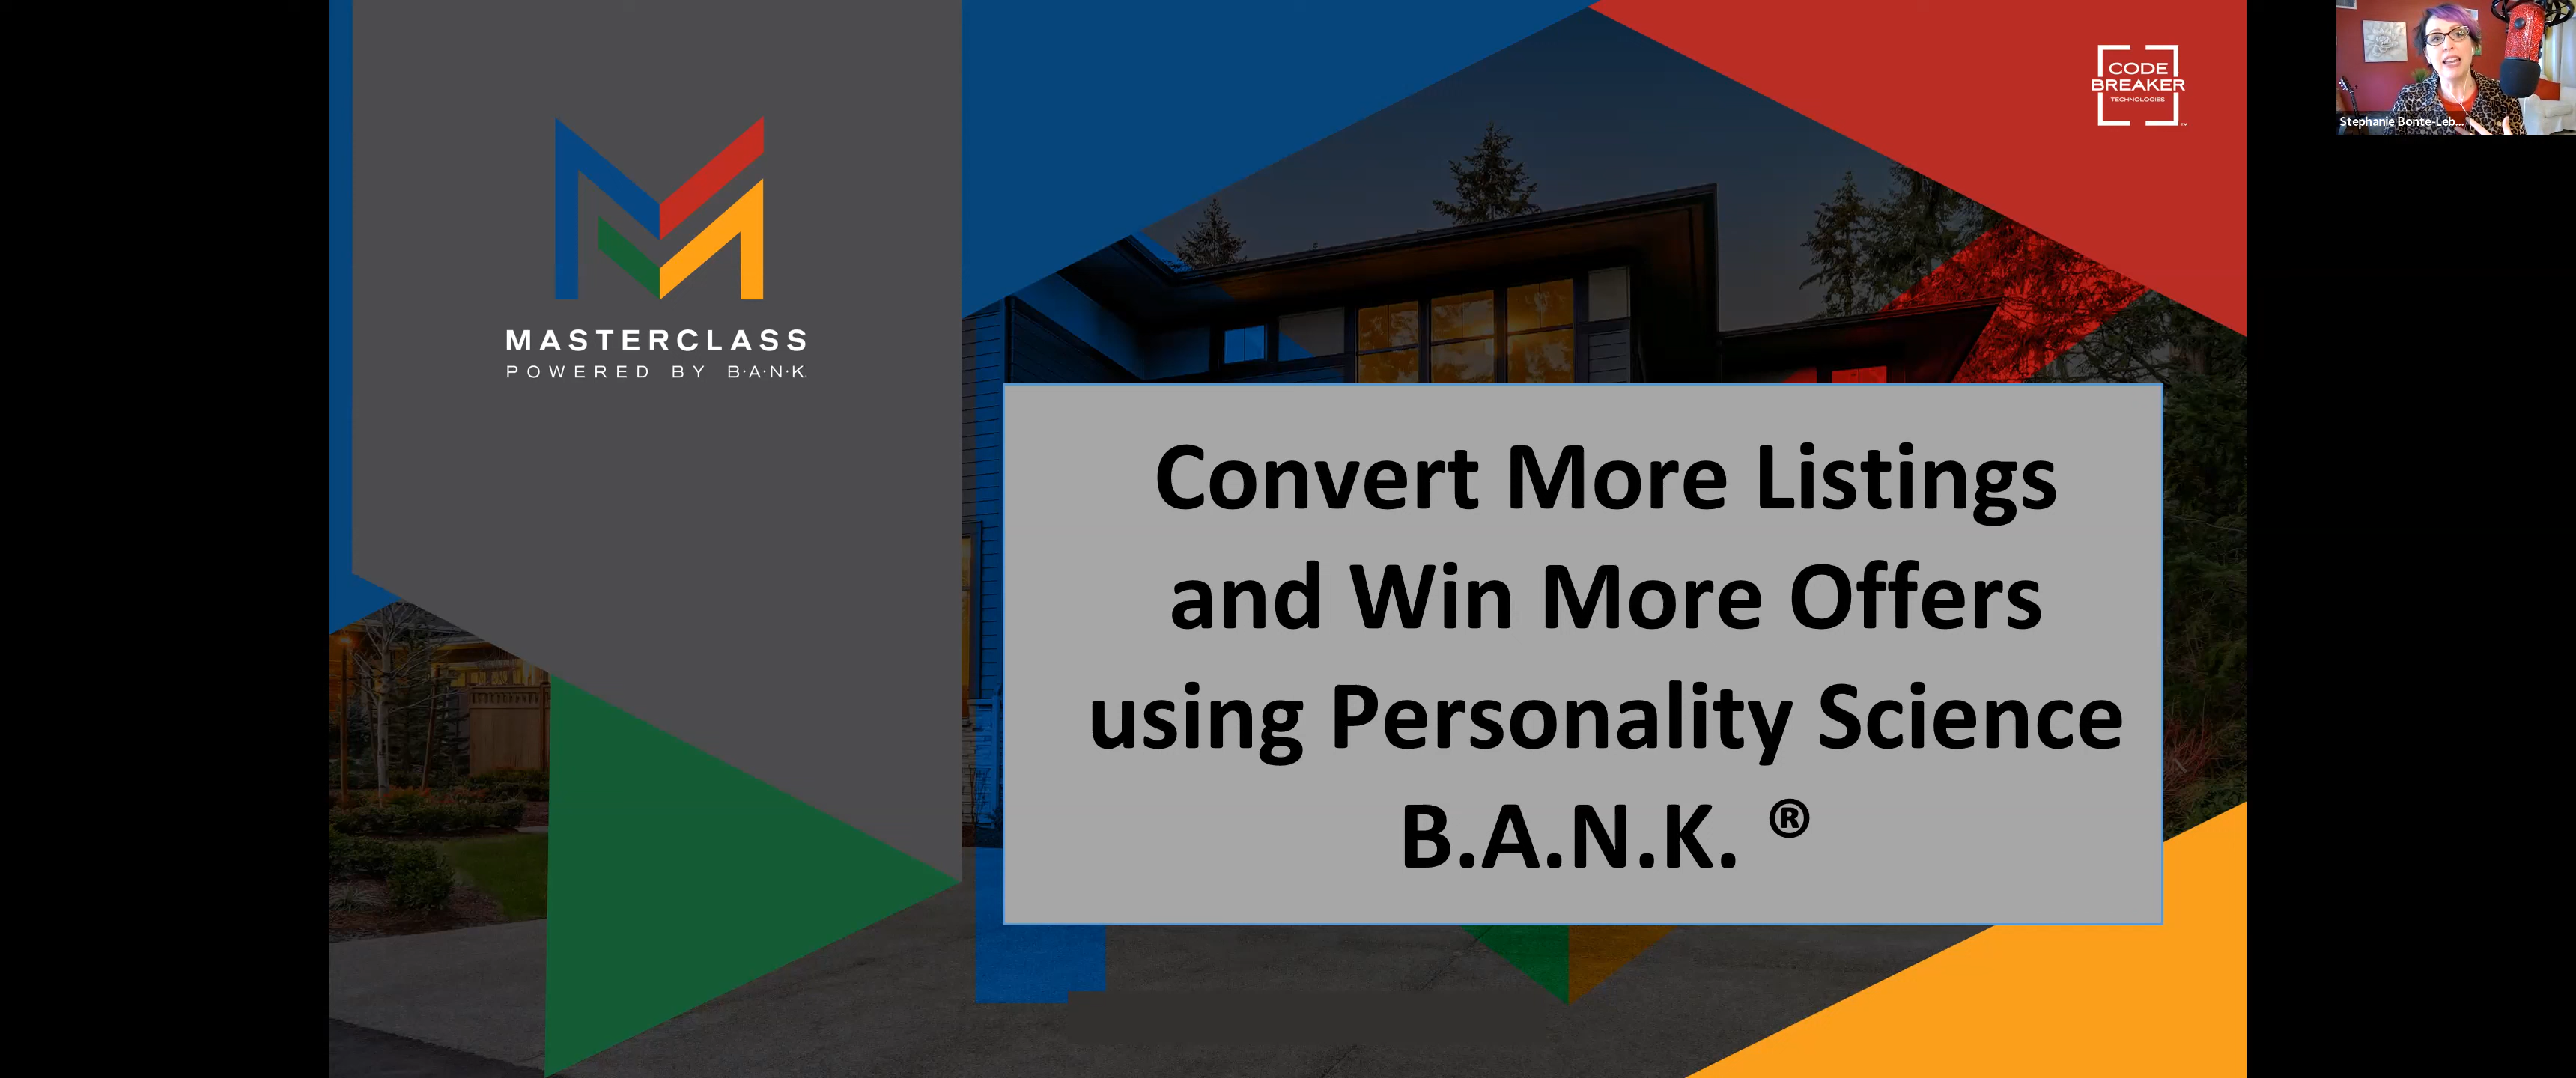 MASTERCLASS
POWERED BY B·A·N·K.
CODE
BREAKER
TECHNOLOGIES
™
Stephanie Bonte-Leb...
Convert More Listings
and Win More Offers
using Personality Science
B.A.N.K. ®